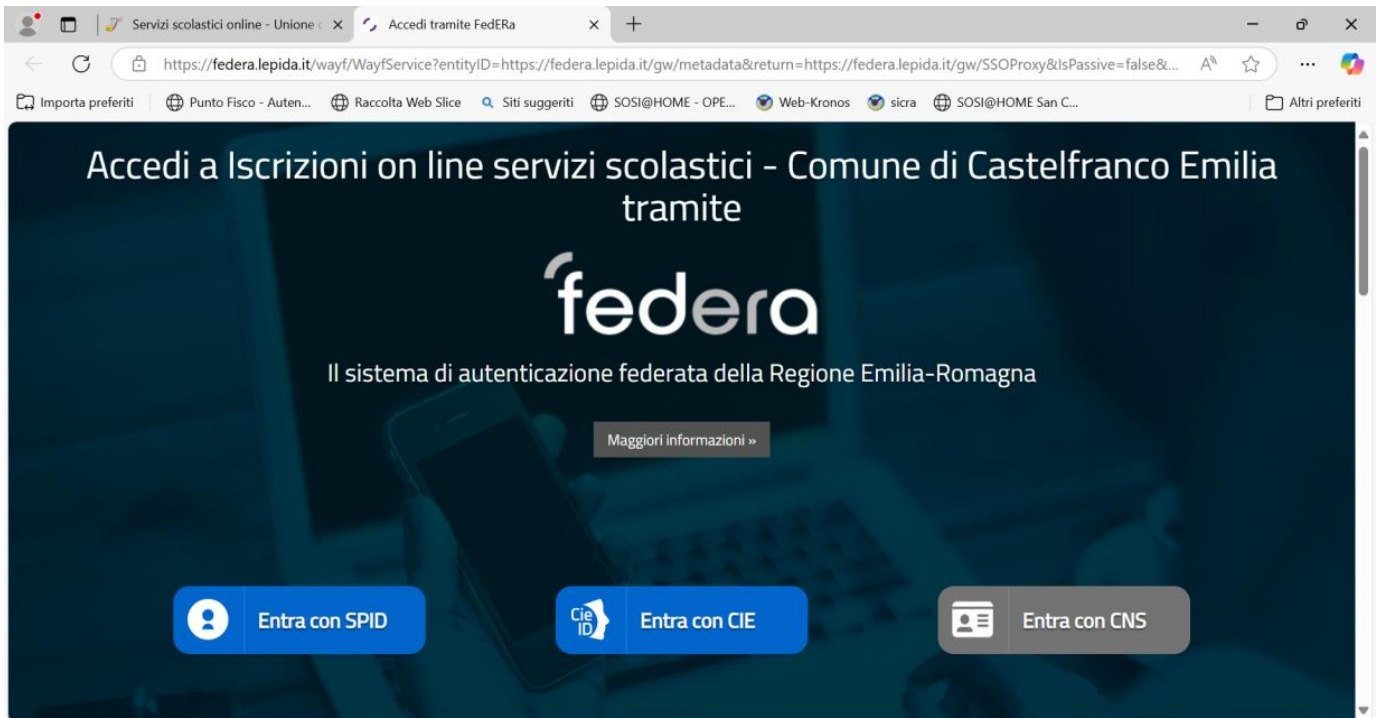 Servizi scolastici online - Unione c
Accedi tramite FedERa
https://federa.lepida.it/wayf/WayfService?entityID=https://federa.lepida.it/gw/metadata&return=https://federa.lepida.it/gw/SSOProxy&IsPassive=false&...
Importa preferiti
Punto Fisco - Auten...
Raccolta Web Slice
Siti suggeriti
SOSI@HOME - OPE...
Web-Kronos
sicra
SOSI@HOME San C...
Altri preferiti
Accedi a Iscrizioni on line servizi scolastici - Comune di Castelfranco Emilia
tramite
federa
Il sistema di autenticazione federata della Regione Emilia-Romagna
Maggiori informazioni »
Entra con SPID
Cie ID
Entra con CIE
Entra con CNS